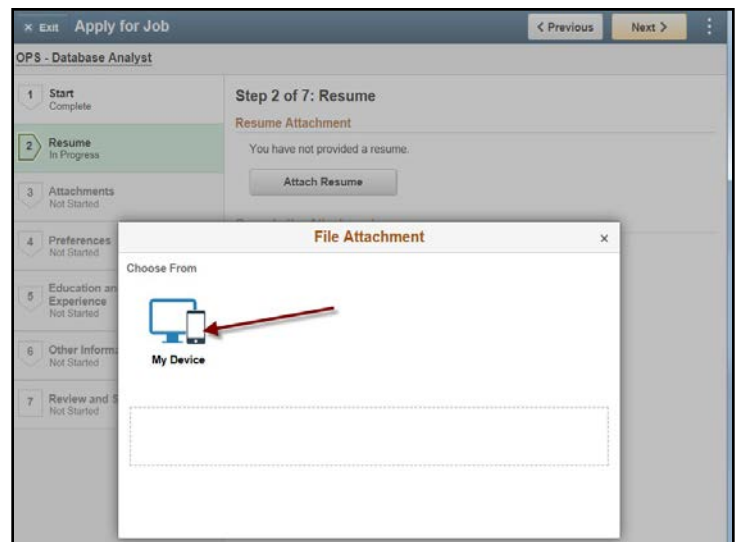 × Exit Apply for Job
< Previous
Next >
OPS - Database Analyst
1 Start
Complete
2 Resume
In Progress
3 Attachments
Not Started
4 Preferences
Not Started
5 Education an
Experience
Not Started
6 Other Inform
Not Started
7 Review and S
Not Started
Step 2 of 7: Resume
Resume Attachment
You have not provided a resume.
Attach Resume
File Attachment ×
Choose From
My Device